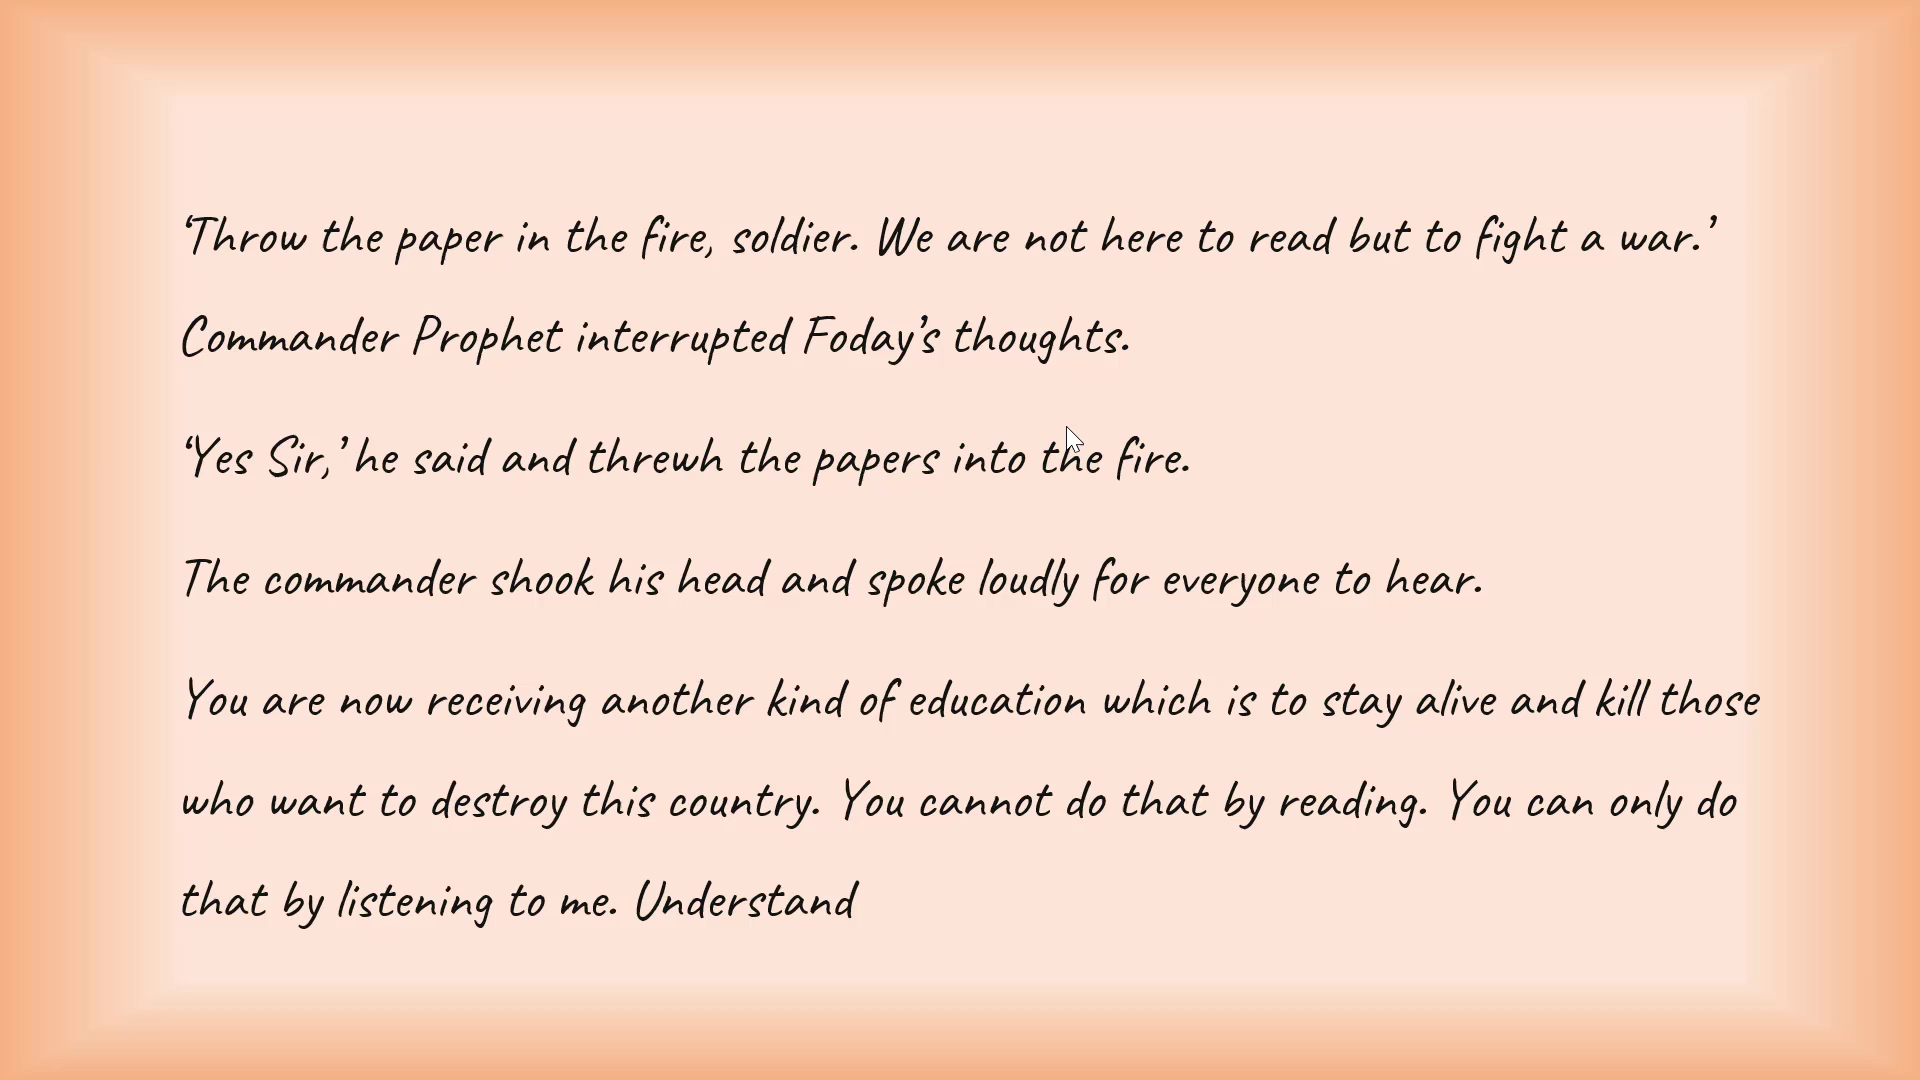 ‘Throw the paper in the fire, soldier. We are not here to read but to fight a war.’
Commander Prophet interrupted Foday’s thoughts.
‘Yes Sir,’ he said and threwh the papers into the fire.
The commander shook his head and spoke loudly for everyone to hear.
You are now receiving another kind of education which is to stay alive and kill those
who want to destroy this country. You cannot do that by reading. You can only do
that by listening to me. Understand